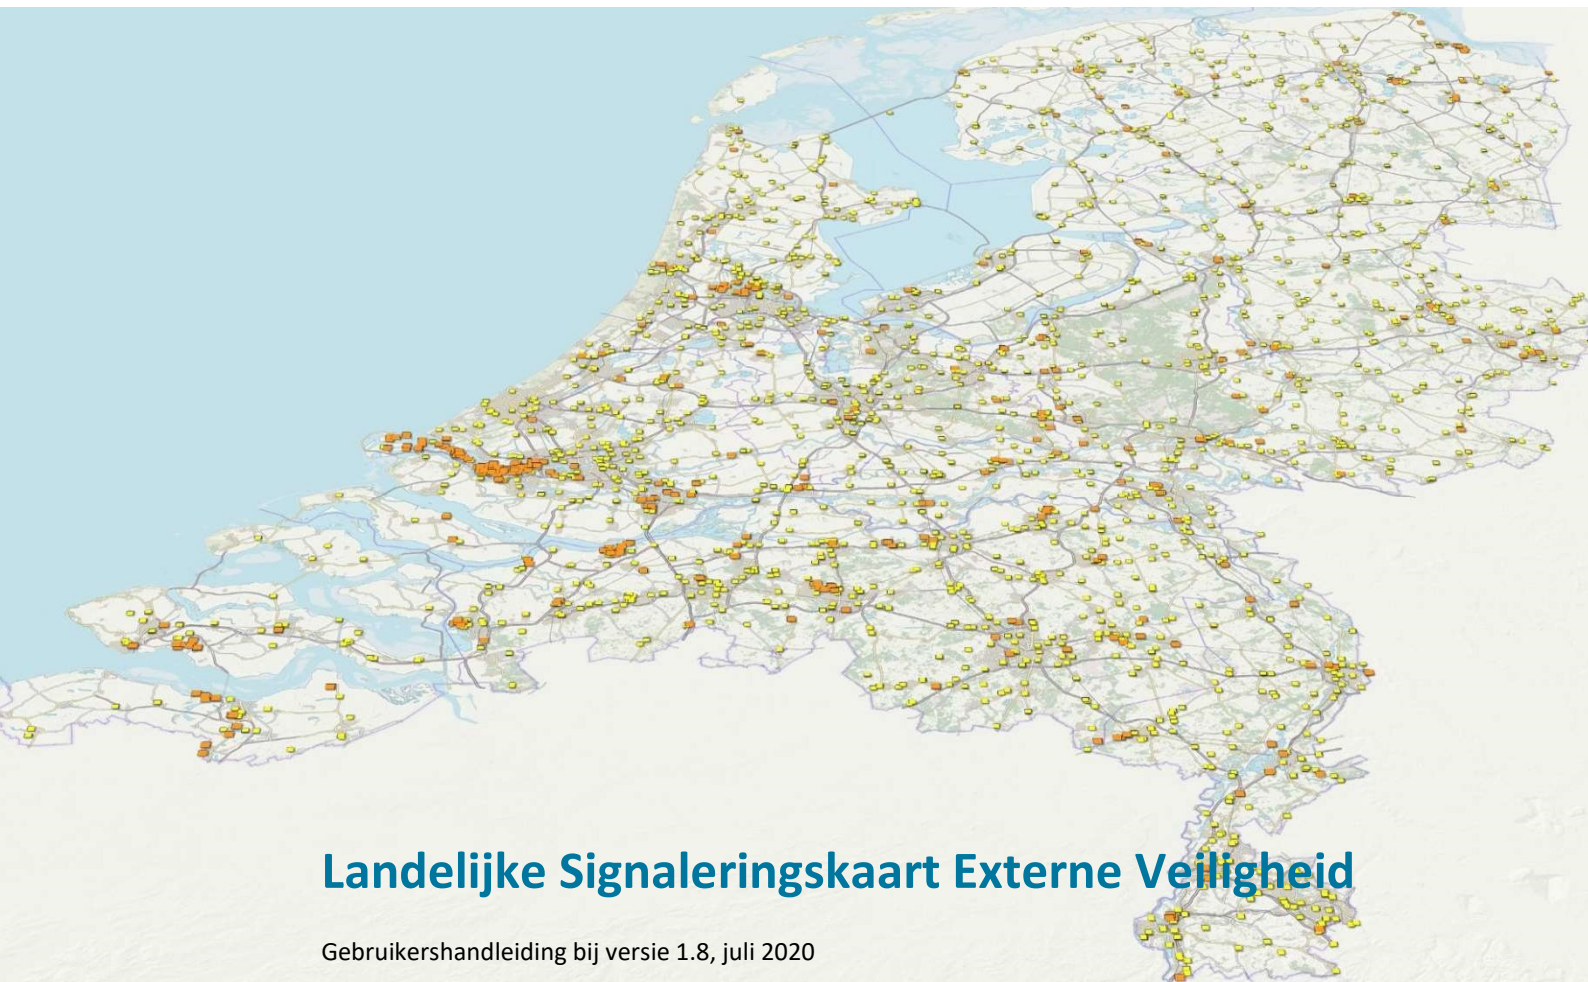 Landelijke Signaleringskaart Externe Veiligheid
Gebruikershandleiding bij versie 1.8, juli 2020